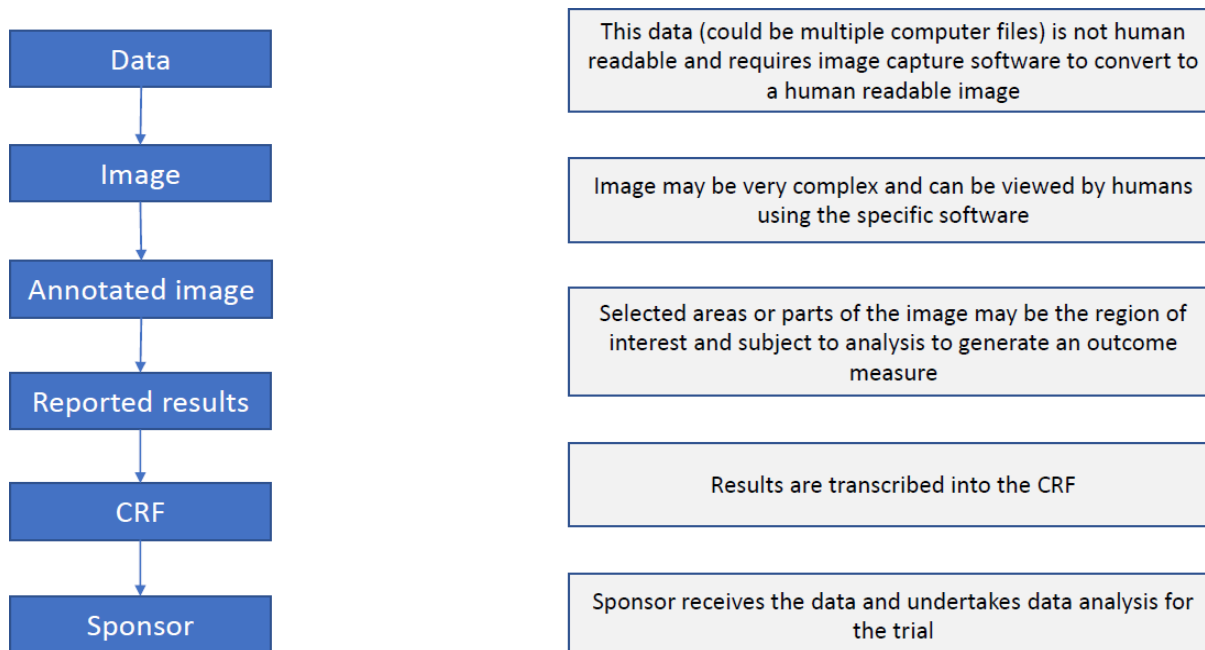 Data
This data (could be multiple computer files) is not human
readable and requires image capture software to convert to
a human readable image
Image
Image may be very complex and can be viewed by humans
using the specific software
Annotated image
Selected areas or parts of the image may be the region of
interest and subject to analysis to generate an outcome
measure
Reported results
Results are transcribed into the CRF
CRF
Sponsor receives the data and undertakes data analysis for
the trial
Sponsor